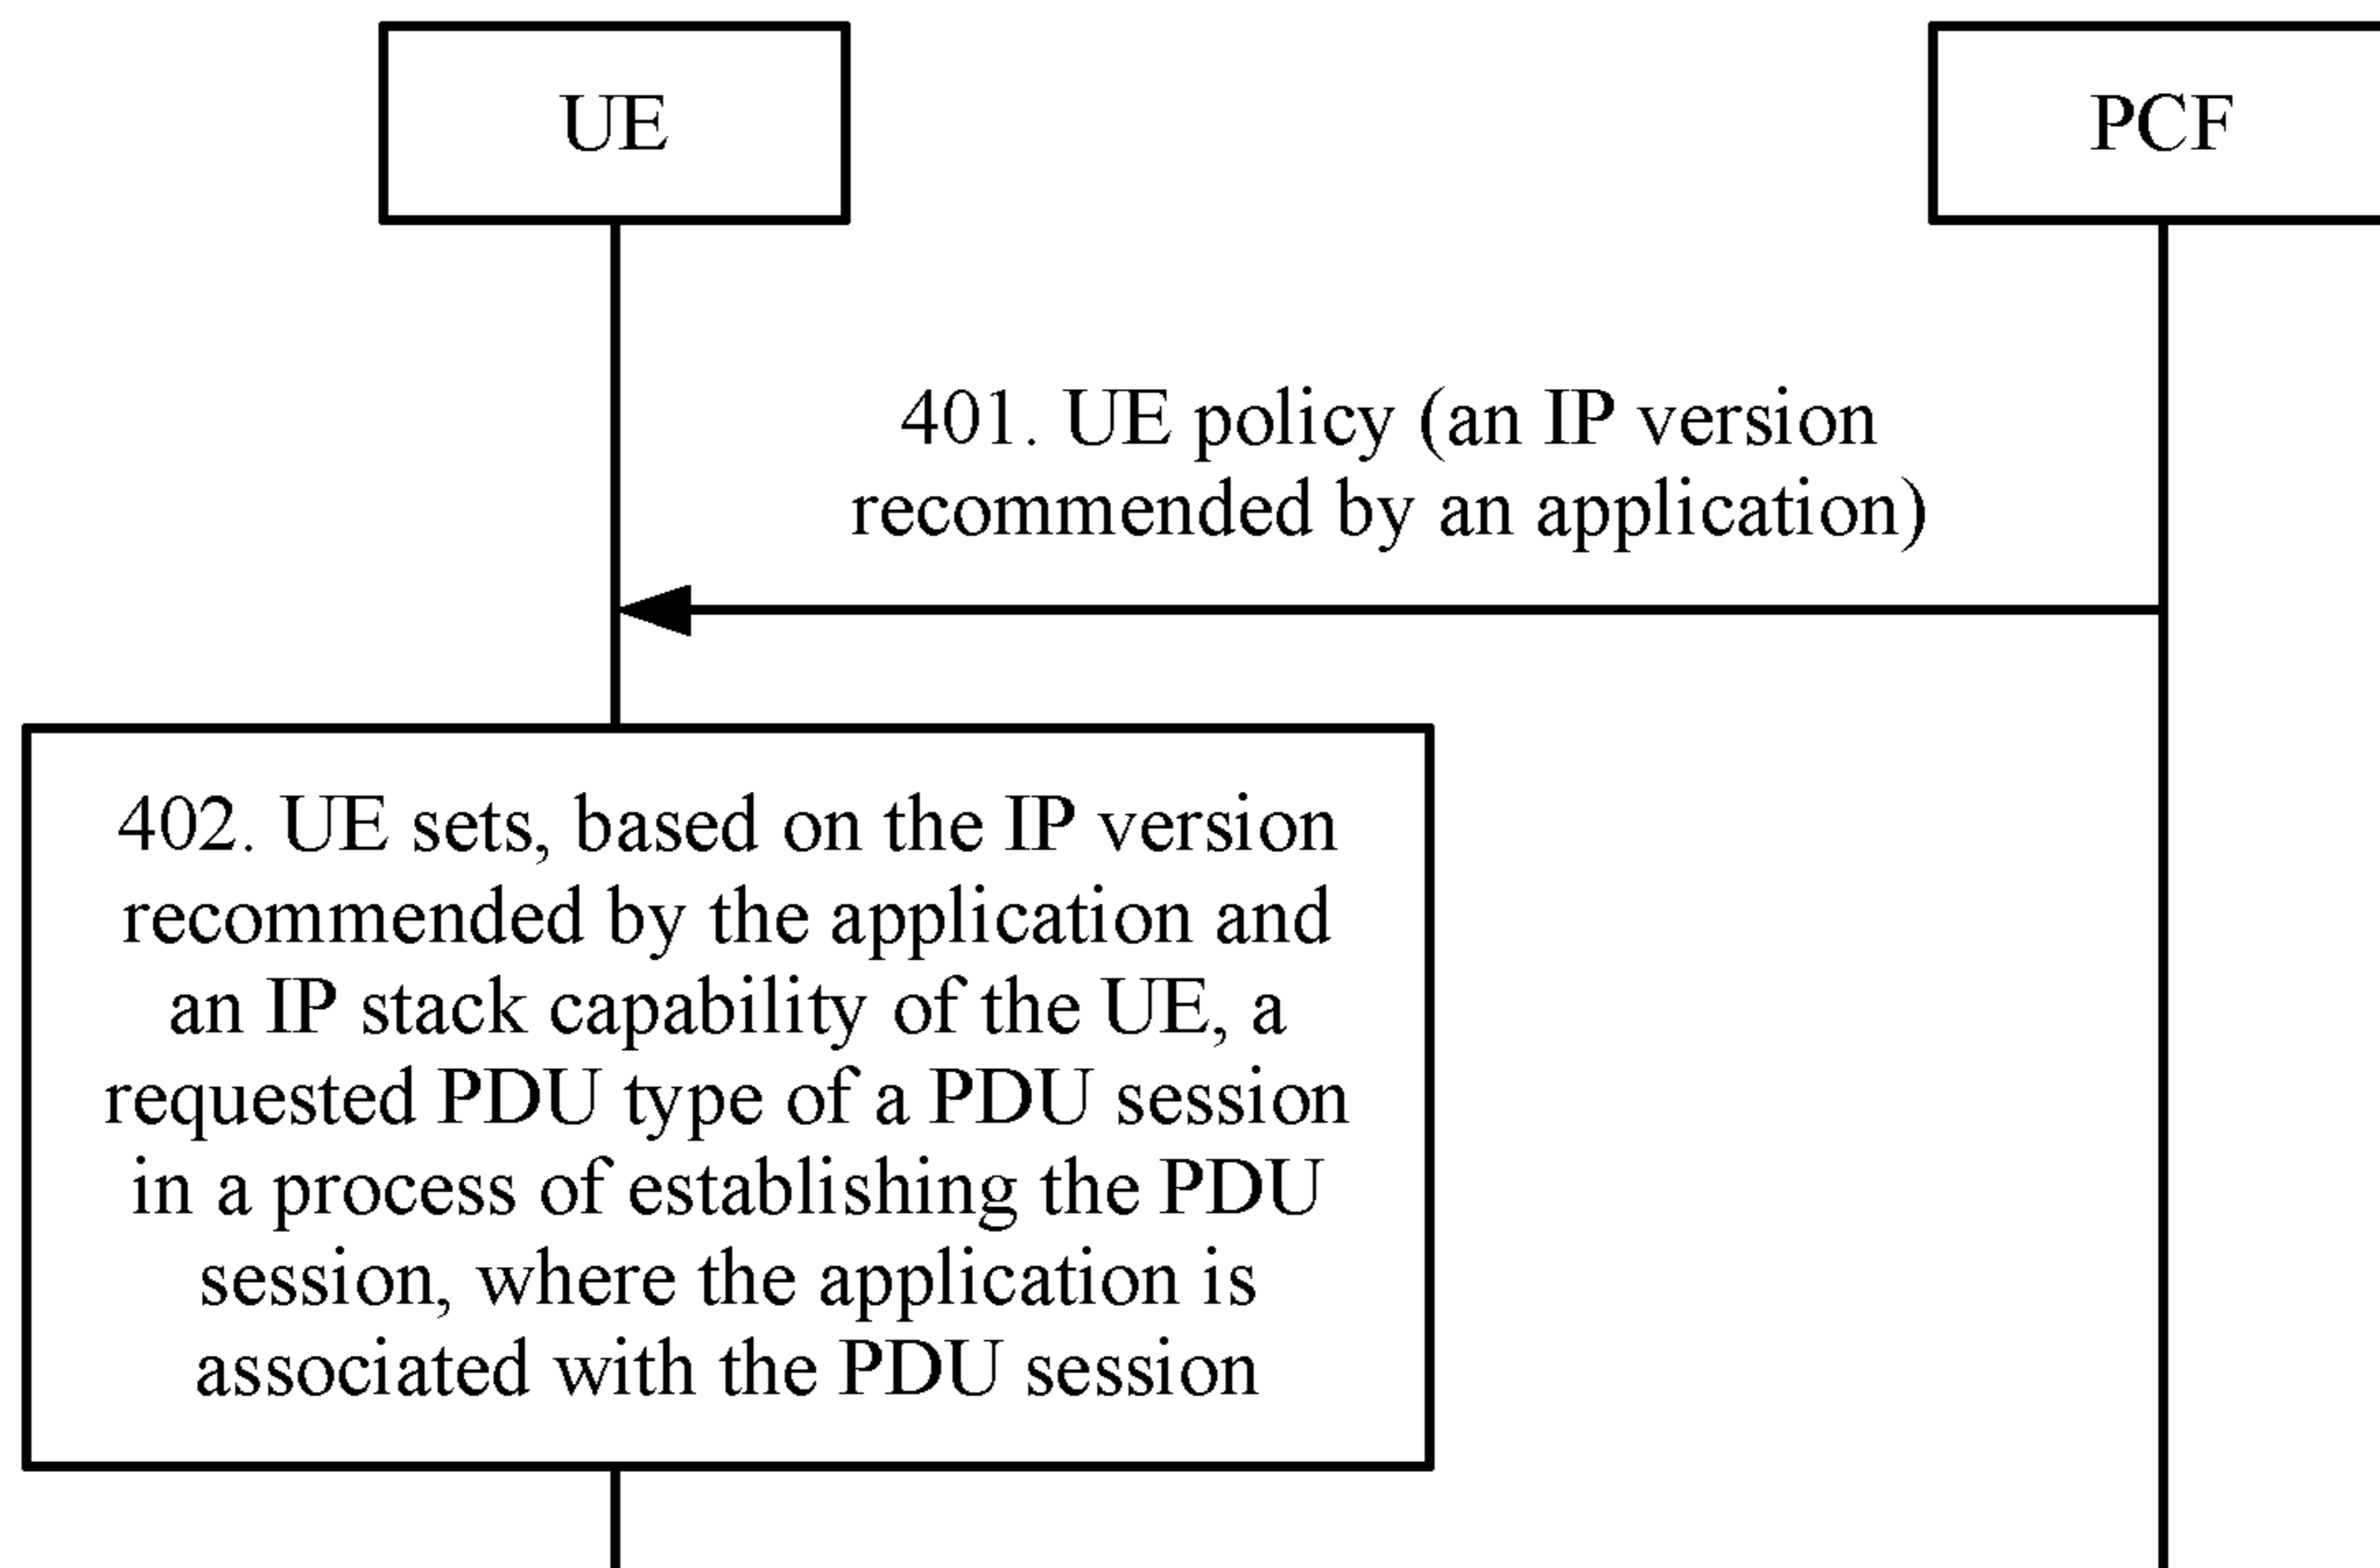 UE
PCF
401. UE policy (an IP version
recommended by an application)
402. UE sets, based on the IP version
recommended by the application and
an IP stack capability of the UE, a
requested PDU type of a PDU session
in a process of establishing the PDU
session, where the application is
associated with the PDU session